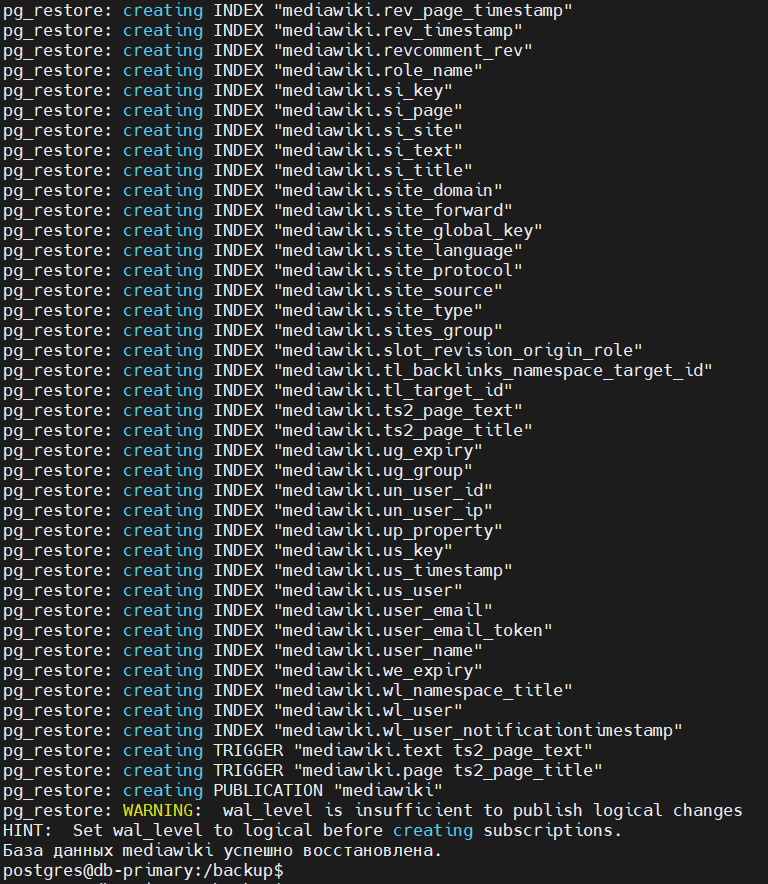 pg_restore: creating INDEX "mediawiki.rev_page_timestamp"
pg_restore: creating INDEX "mediawiki.rev_timestamp"
pg_restore: creating INDEX "mediawiki.revcomment_rev"
pg_restore: creating INDEX "mediawiki.role_name"
pg_restore: creating INDEX "mediawiki.si_key"
pg_restore: creating INDEX "mediawiki.si_page"
pg_restore: creating INDEX "mediawiki.si_site"
pg_restore: creating INDEX "mediawiki.si_text"
pg_restore: creating INDEX "mediawiki.si_title"
pg_restore: creating INDEX "mediawiki.site_domain"
pg_restore: creating INDEX "mediawiki.site_forward"
pg_restore: creating INDEX "mediawiki.site_global_key"
pg_restore: creating INDEX "mediawiki.site_language"
pg_restore: creating INDEX "mediawiki.site_protocol"
pg_restore: creating INDEX "mediawiki.site_source"
pg_restore: creating INDEX "mediawiki.site_type"
pg_restore: creating INDEX "mediawiki.sites_group"
pg_restore: creating INDEX "mediawiki.slot_revision_origin_role"
pg_restore: creating INDEX "mediawiki.tl_backlinks_namespace_target_id"
pg_restore: creating INDEX "mediawiki.tl_target_id"
pg_restore: creating INDEX "mediawiki.ts2_page_text"
pg_restore: creating INDEX "mediawiki.ts2_page_title"
pg_restore: creating INDEX "mediawiki.ug_expiry"
pg_restore: creating INDEX "mediawiki.ug_group"
pg_restore: creating INDEX "mediawiki.un_user_id"
pg_restore: creating INDEX "mediawiki.un_user_ip"
pg_restore: creating INDEX "mediawiki.up_property"
pg_restore: creating INDEX "mediawiki.us_key"
pg_restore: creating INDEX "mediawiki.us_timestamp"
pg_restore: creating INDEX "mediawiki.us_user"
pg_restore: creating INDEX "mediawiki.user_email"
pg_restore: creating INDEX "mediawiki.user_email_token"
pg_restore: creating INDEX "mediawiki.user_name"
pg_restore: creating INDEX "mediawiki.we_expiry"
pg_restore: creating INDEX "mediawiki.wl_namespace_title"
pg_restore: creating INDEX "mediawiki.wl_user"
pg_restore: creating INDEX "mediawiki.wl_user_notificationtimestamp"
pg_restore: creating TRIGGER "mediawiki.text ts2_page_text"
pg_restore: creating TRIGGER "mediawiki.page ts2_page_title"
pg_restore: creating PUBLICATION "mediawiki"
pg_restore: WARNING:  wal_level is insufficient to publish logical changes
HINT:  Set wal_level to logical before creating subscriptions.
База данных mediawiki успешно восстановлена.
postgres@db-primary:/backup$